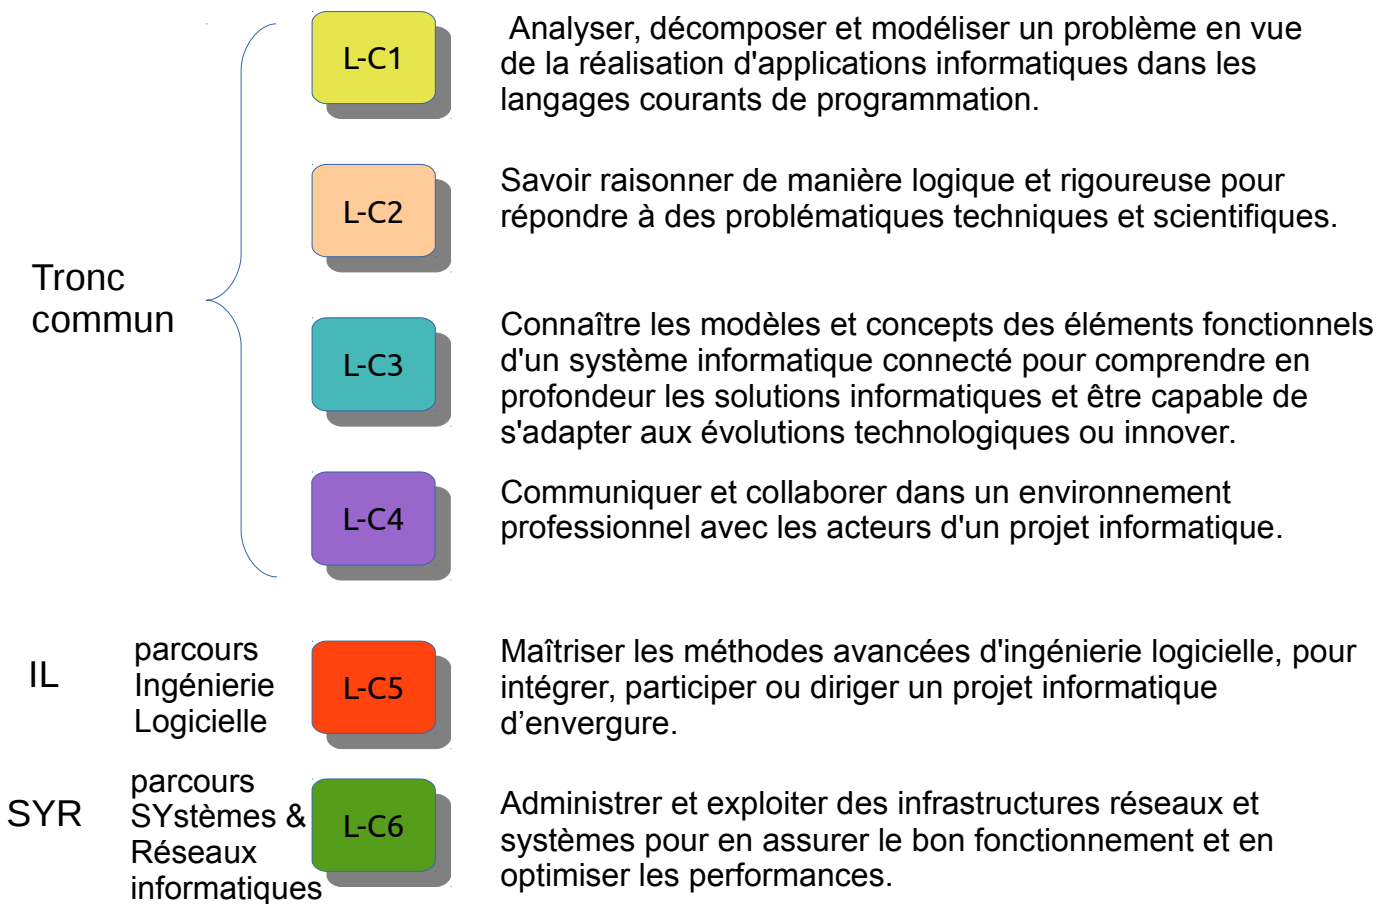 Tronc
commun
L-C1
Analyser, décomposer et modéliser un problème en vue
de la réalisation d'applications informatiques dans les
langages courants de programmation.
L-C2
Savoir raisonner de manière logique et rigoureuse pour
répondre à des problématiques techniques et scientifiques.
L-C3
Connaître les modèles et concepts des éléments fonctionnels
d'un système informatique connecté pour comprendre en
profondeur les solutions informatiques et être capable de
s'adapter aux évolutions technologiques ou innover.
L-C4
Communiquer et collaborer dans un environnement
professionnel avec les acteurs d'un projet informatique.
IL
parcours
Ingénierie
Logicielle
L-C5
Maîtriser les méthodes avancées d'ingénierie logicielle, pour
intégrer, participer ou diriger un projet informatique
d’envergure.
SYR
parcours
SYstèmes &
Réseaux
informatiques
L-C6
Administrer et exploiter des infrastructures réseaux et
systèmes pour en assurer le bon fonctionnement et en
optimiser les performances.